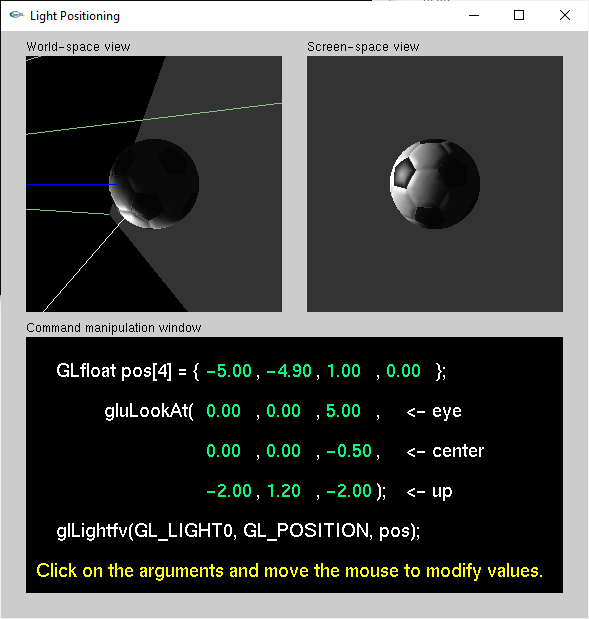 Light Positioning
World-space view
Screen-space view
Command manipulation window
GLfloat pos[4] = { -5.00 , -4.90 , 1.00 , 0.00 };
gluLookAt( 0.00 , 0.00 , 5.00 , <- eye
0.00 , 0.00 , -0.50 , <- center
-2.00 , 1.20 , -2.00 ); <- up
glLightfv(GL_LIGHT0, GL_POSITION, pos);
Click on the arguments and move the mouse to modify values.